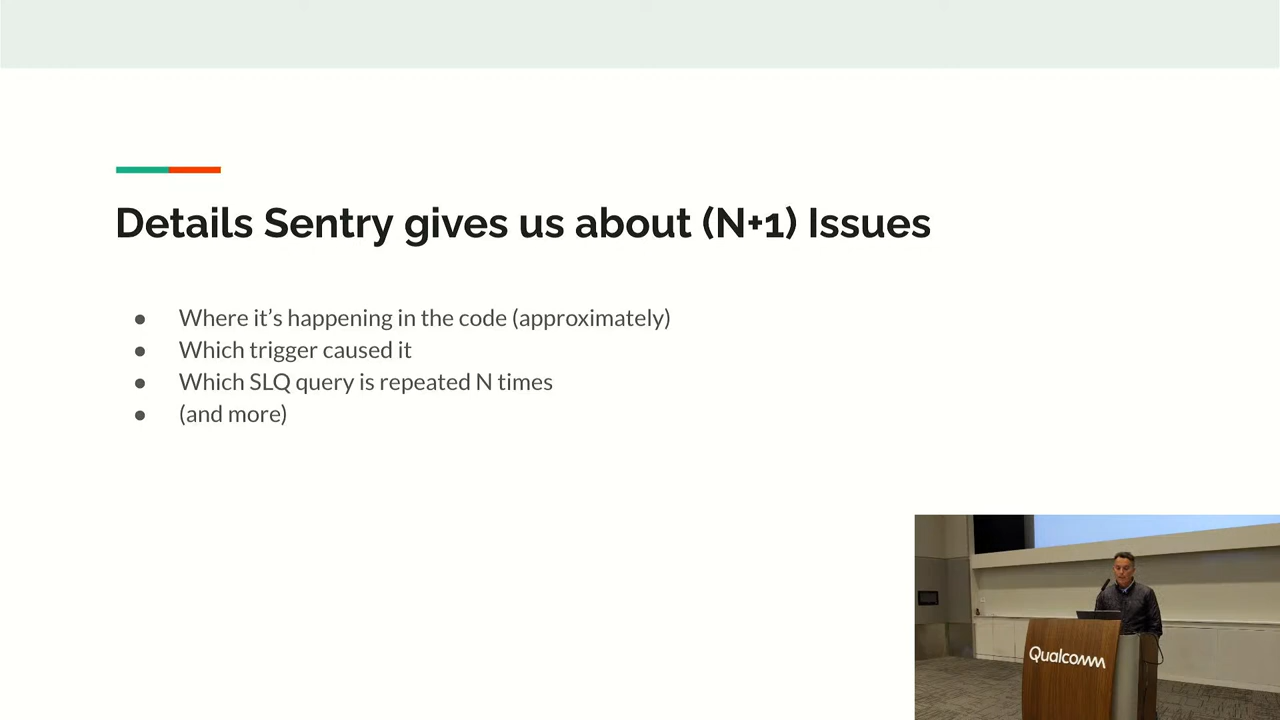 Details Sentry gives us about (N+1) Issues
● Where it’s happening in the code (approximately)
● Which trigger caused it
● Which SLQ query is repeated N times
● (and more)
Qualcomm